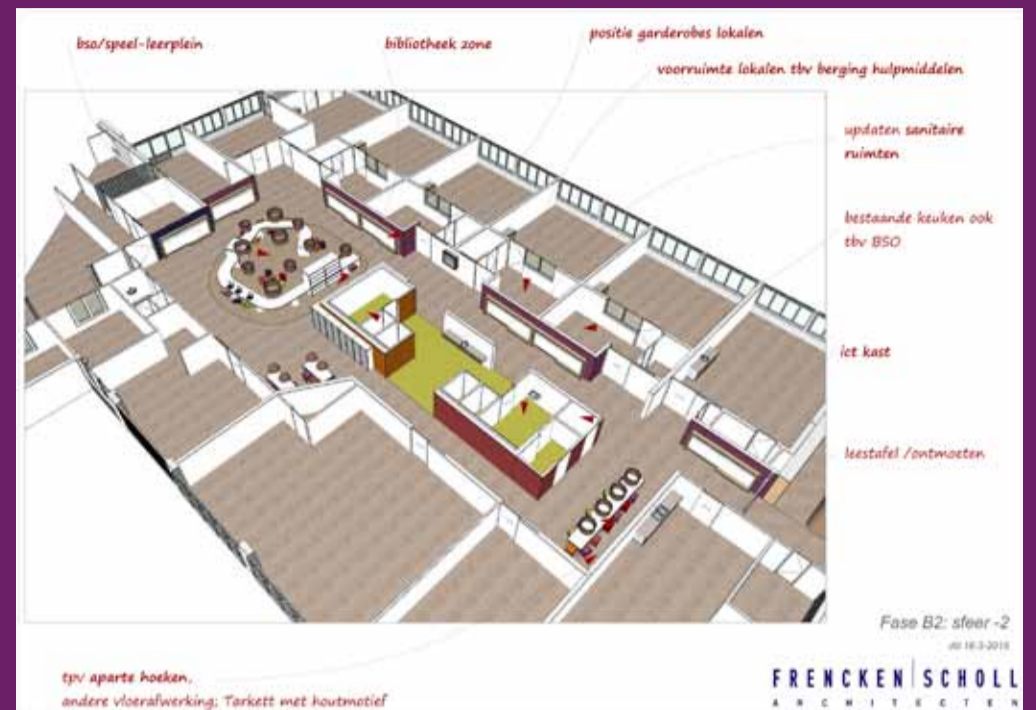 bso/speel-leerplein
bibliotheek zone
positie garderobes lokalen
voorruimte lokalen tbv berging hulpmiddelen
updaten sanitaire
ruimten
bestaande keuken ook
tbv BSO
ict kast
leestafel /ontmoeten
Fase B2: sfeer -2
tpv aparte hoeken,
andere vloerafwerking; Tarkett met houtmotief
FRENCKEN SCHOLL
ARCHITECTEN